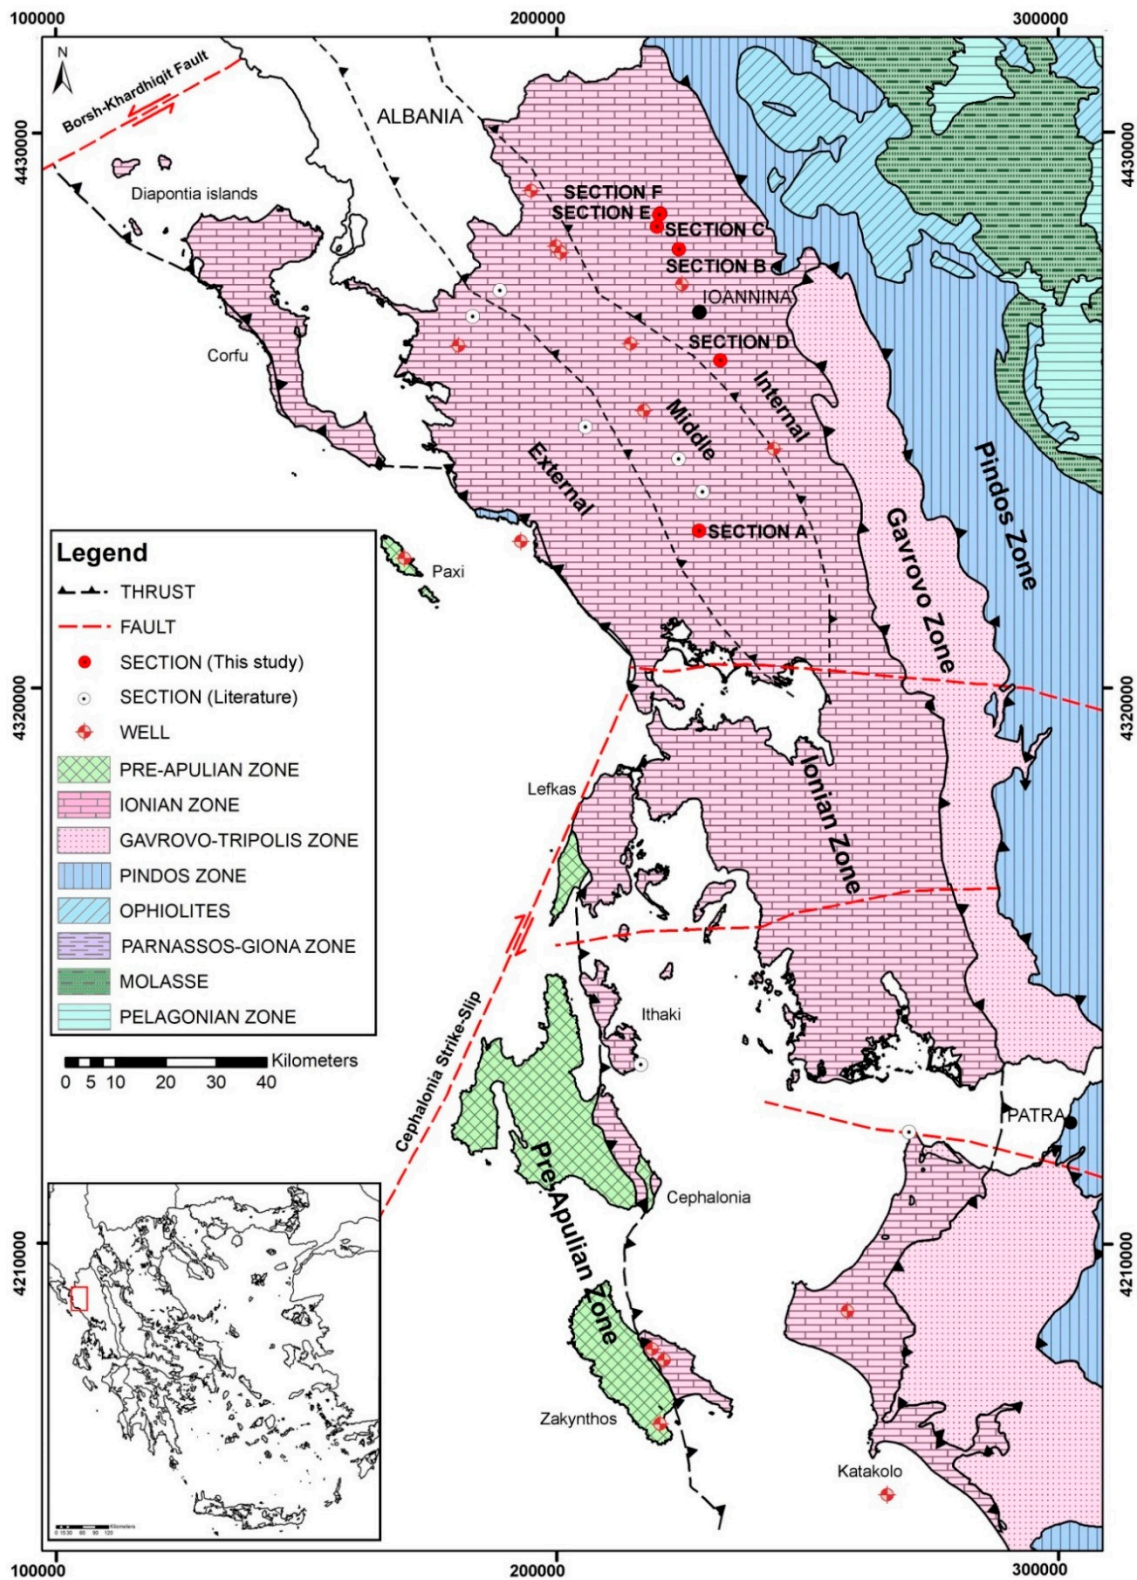 100000
200000
300000
N
Borsh-Khardhiqit Fault
ALBANIA
4430000
4430000
Diapontia islands
SECTION F
SECTION E
SECTION C
SECTION B
IOANNINA
Corfu
SECTION D
Internal
Middle
External
Pindos Zone
Gavrovo Zone
SECTION A
Paxi
Legend
THRUST
FAULT
SECTION (This study)
SECTION (Literature)
WELL
PRE-APULIAN ZONE
IONIAN ZONE
GAVROVO-TRIPOLIS ZONE
PINDOS ZONE
OPHIOLITES
PARNASSOS-GIONA ZONE
MOLASSE
PELAGONIAN ZONE
4320000
4320000
Lefkas
Ionian Zone
Kilometers
0 5 10 20 30 40
Ithaki
Cephalonia Strike-Slip
PATRA
Pre-Apulian Zone
Cephalonia
4210000
4210000
Zakynthos
Katakolo
Kilometers
100000
200000
300000